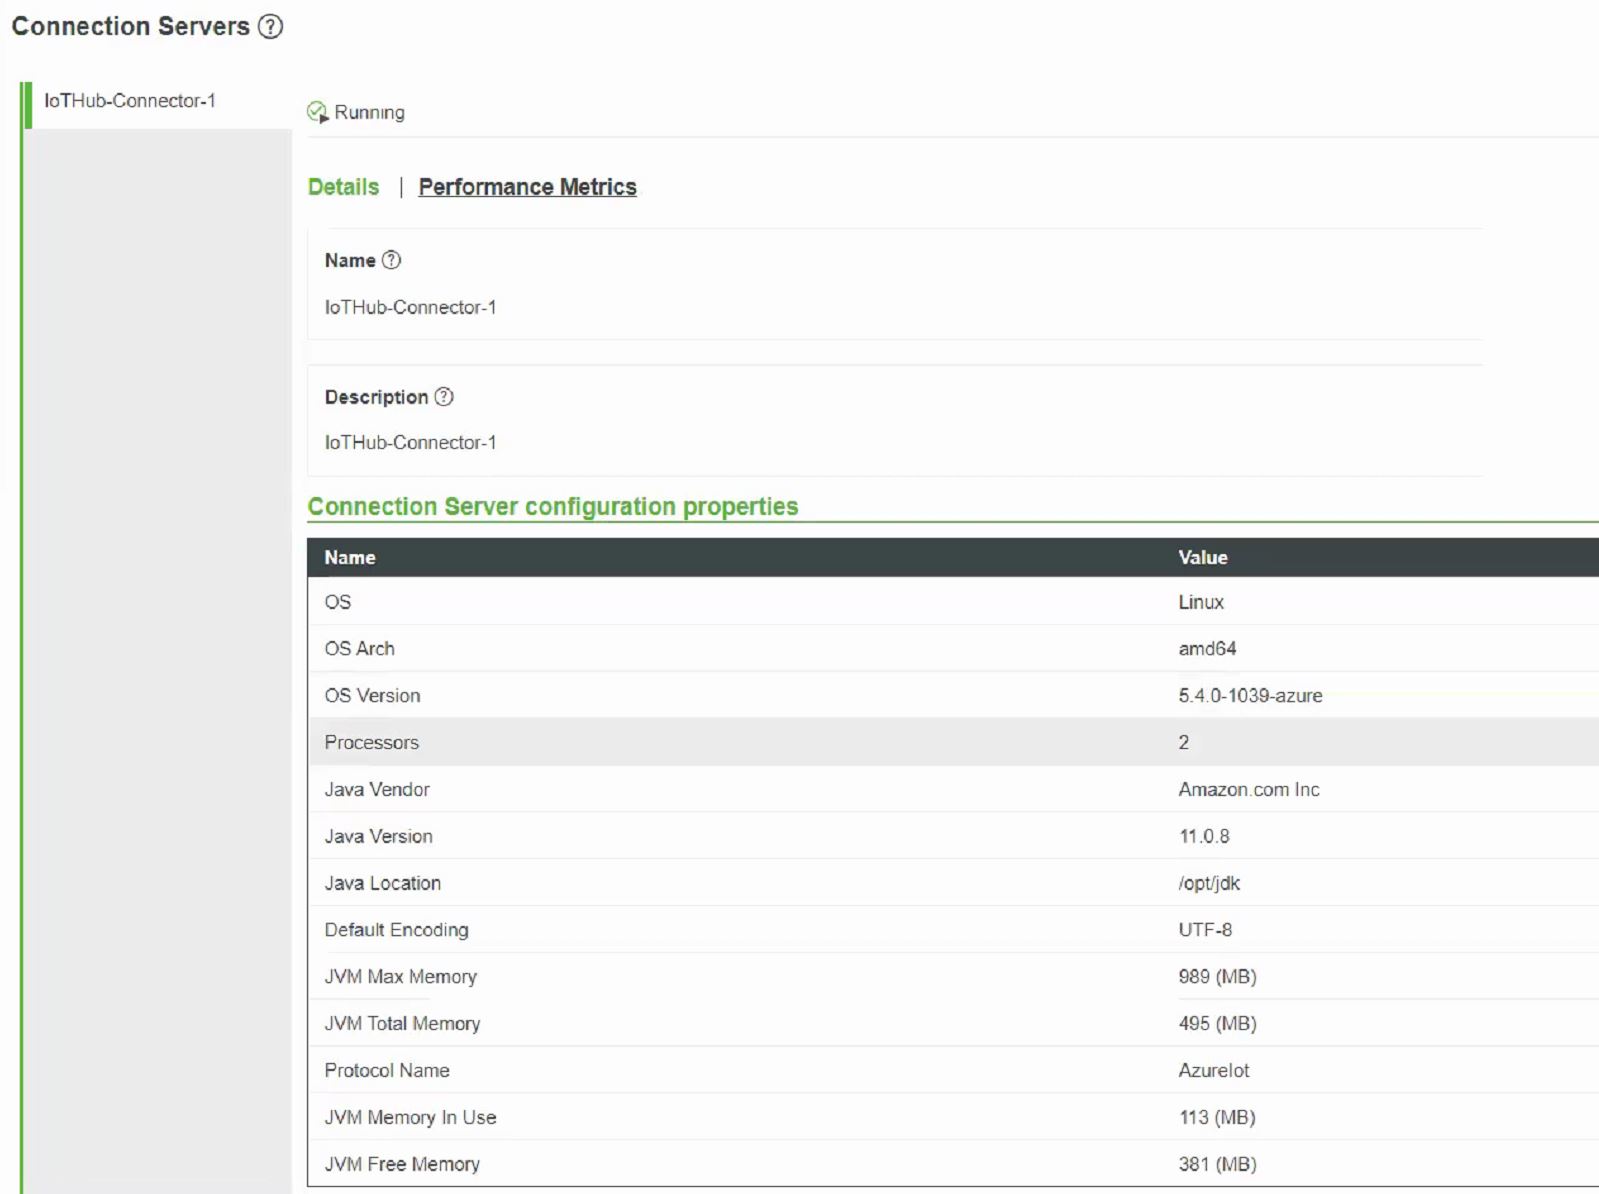 Connection Servers ?
IoTHub-Connector-1
Running
Details | Performance Metrics
Name ?
IoTHub-Connector-1
Description ?
IoTHub-Connector-1
Connection Server configuration properties
Name Value
OS Linux
OS Arch amd64
OS Version 5.4.0-1039-azure
Processors 2
Java Vendor Amazon.com Inc
Java Version 11.0.8
Java Location /opt/jdk
Default Encoding UTF-8
JVM Max Memory 989 (MB)
JVM Total Memory 495 (MB)
Protocol Name AzureIot
JVM Memory In Use 113 (MB)
JVM Free Memory 381 (MB)